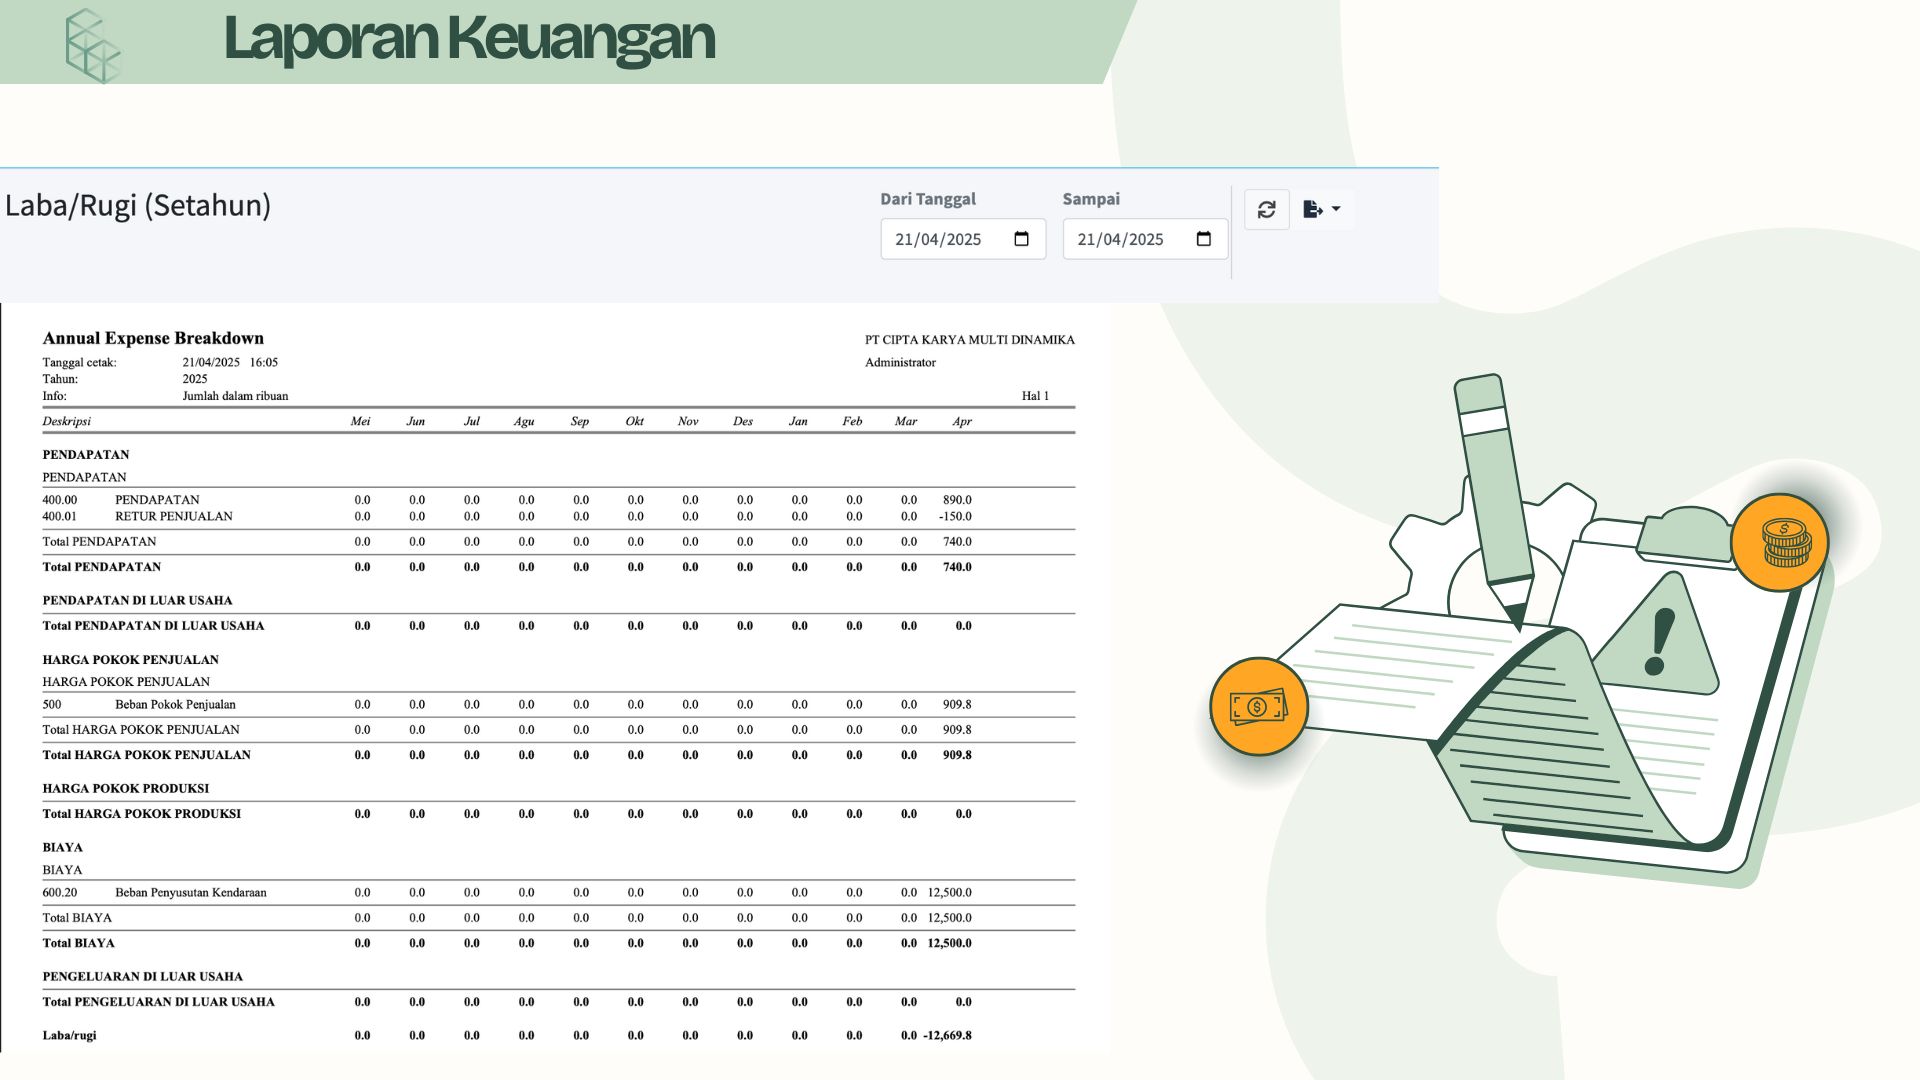 Laporan Keuangan
Laba/Rugi (Setahun)
Dari Tanggal Sampai
21/04/2025 21/04/2025
Annual Expense Breakdown PT CIPTA KARYA MULTI DINAMIKA
Tanggal cetak: 21/04/2025 16:05 Administrator
Tahun: 2025
Info: Jumlah dalam ribuan Hal 1
Deskripsi Mei Jun Jul Agu Sep Okt Nov Des Jan Feb Mar Apr
PENDAPATAN
PENDAPATAN
400.00 PENDAPATAN 0.0 0.0 0.0 0.0 0.0 0.0 0.0 0.0 0.0 0.0 0.0 890.0
400.01 RETUR PENJUALAN 0.0 0.0 0.0 0.0 0.0 0.0 0.0 0.0 0.0 0.0 0.0 -150.0
Total PENDAPATAN 0.0 0.0 0.0 0.0 0.0 0.0 0.0 0.0 0.0 0.0 0.0 740.0
Total PENDAPATAN 0.0 0.0 0.0 0.0 0.0 0.0 0.0 0.0 0.0 0.0 0.0 740.0
PENDAPATAN DI LUAR USAHA
Total PENDAPATAN DI LUAR USAHA 0.0 0.0 0.0 0.0 0.0 0.0 0.0 0.0 0.0 0.0 0.0 0.0
HARGA POKOK PENJUALAN
HARGA POKOK PENJUALAN
500 Beban Pokok Penjualan 0.0 0.0 0.0 0.0 0.0 0.0 0.0 0.0 0.0 0.0 0.0 909.8
Total HARGA POKOK PENJUALAN 0.0 0.0 0.0 0.0 0.0 0.0 0.0 0.0 0.0 0.0 0.0 909.8
Total HARGA POKOK PENJUALAN 0.0 0.0 0.0 0.0 0.0 0.0 0.0 0.0 0.0 0.0 0.0 909.8
HARGA POKOK PRODUKSI
Total HARGA POKOK PRODUKSI 0.0 0.0 0.0 0.0 0.0 0.0 0.0 0.0 0.0 0.0 0.0 0.0
BIAYA
BIAYA
600.20 Beban Penyusutan Kendaraan 0.0 0.0 0.0 0.0 0.0 0.0 0.0 0.0 0.0 0.0 0.0 12,500.0
Total BIAYA 0.0 0.0 0.0 0.0 0.0 0.0 0.0 0.0 0.0 0.0 0.0 12,500.0
Total BIAYA 0.0 0.0 0.0 0.0 0.0 0.0 0.0 0.0 0.0 0.0 0.0 12,500.0
PENGELUARAN DI LUAR USAHA
Total PENGELUARAN DI LUAR USAHA 0.0 0.0 0.0 0.0 0.0 0.0 0.0 0.0 0.0 0.0 0.0 0.0
Laba/rugi 0.0 0.0 0.0 0.0 0.0 0.0 0.0 0.0 0.0 0.0 0.0 -12,669.8